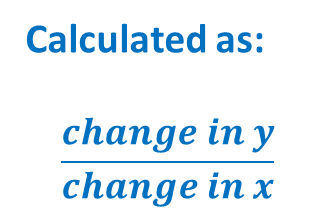 Calculated as:
change in y
change in x